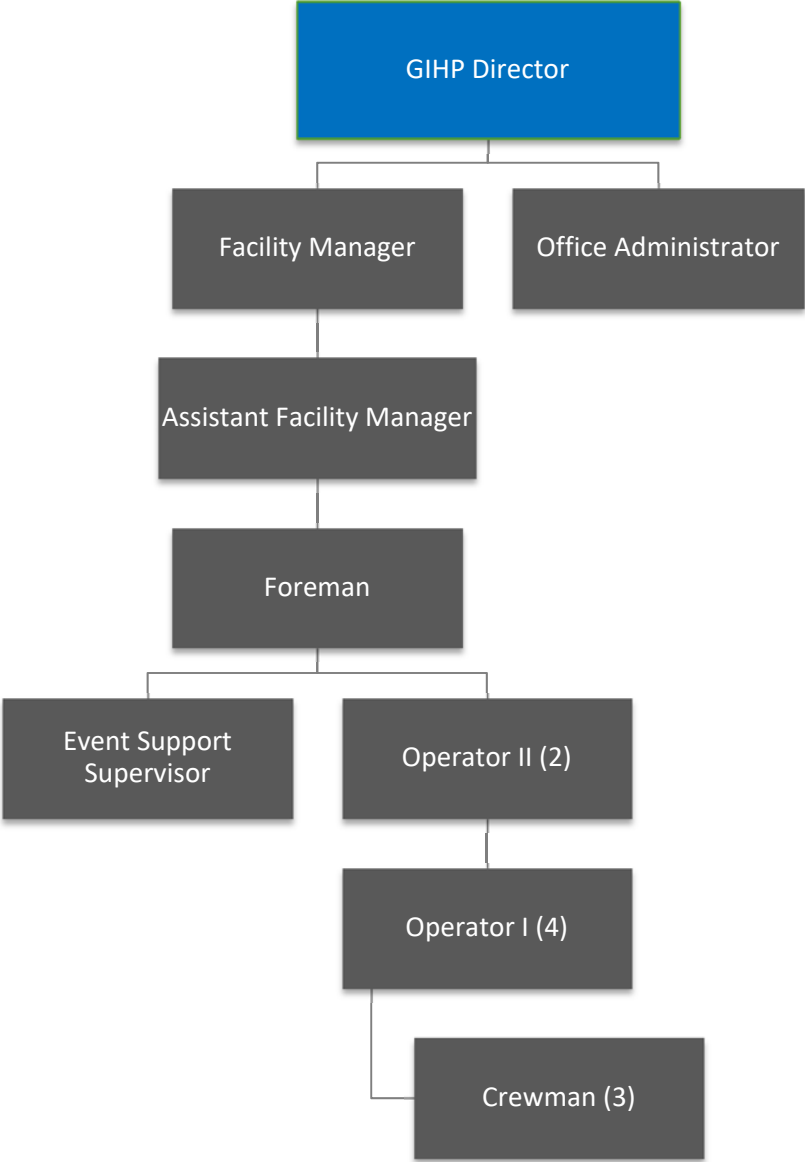 GIHP Director
Facility Manager
Office Administrator
Assistant Facility Manager
Foreman
Event Support
Supervisor
Operator II (2)
Operator I (4)
Crewman (3)